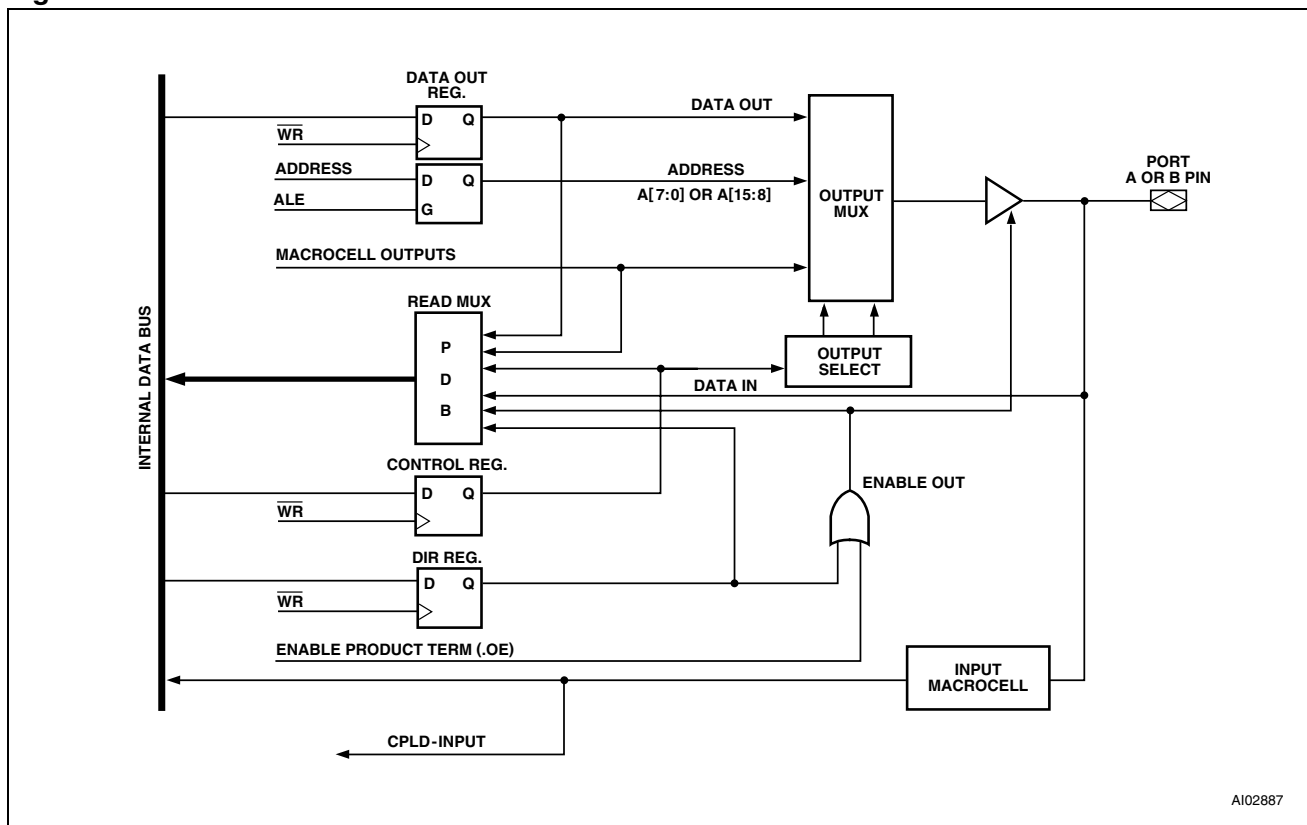 DATA OUT
REG.
D Q
DATA OUT
WR
ADDRESS
D Q
ADDRESS
A[7:0] OR A[15:8]
ALE
G
OUTPUT
MUX
PORT
A OR B PIN
MACROCELL OUTPUTS
READ MUX
P
D
B
OUTPUT
SELECT
DATA IN
INTERNAL DATA BUS
CONTROL REG.
D Q
WR
ENABLE OUT
DIR REG.
D Q
WR
ENABLE PRODUCT TERM (.OE)
INPUT
MACROCELL
CPLD-INPUT
AI02887